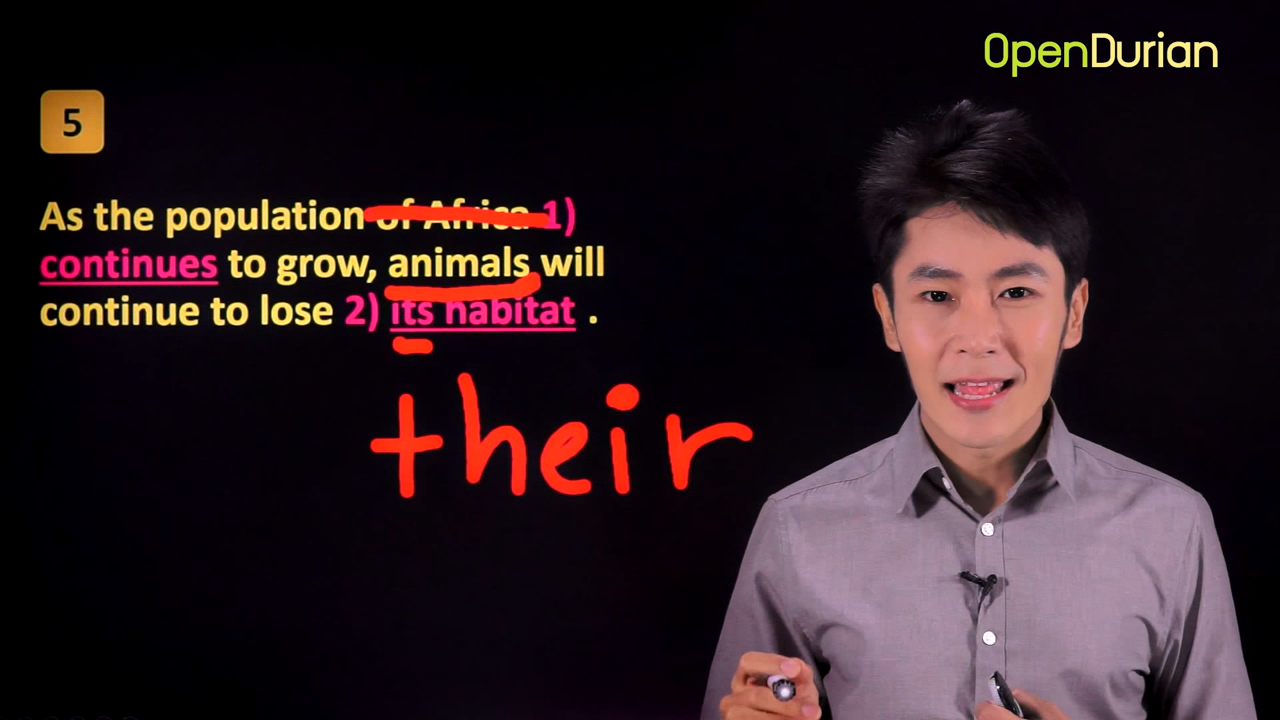 OpenDurian
5
As the population of Africa 1)
continues to grow, animals will
continue to lose 2) its habitat .
their